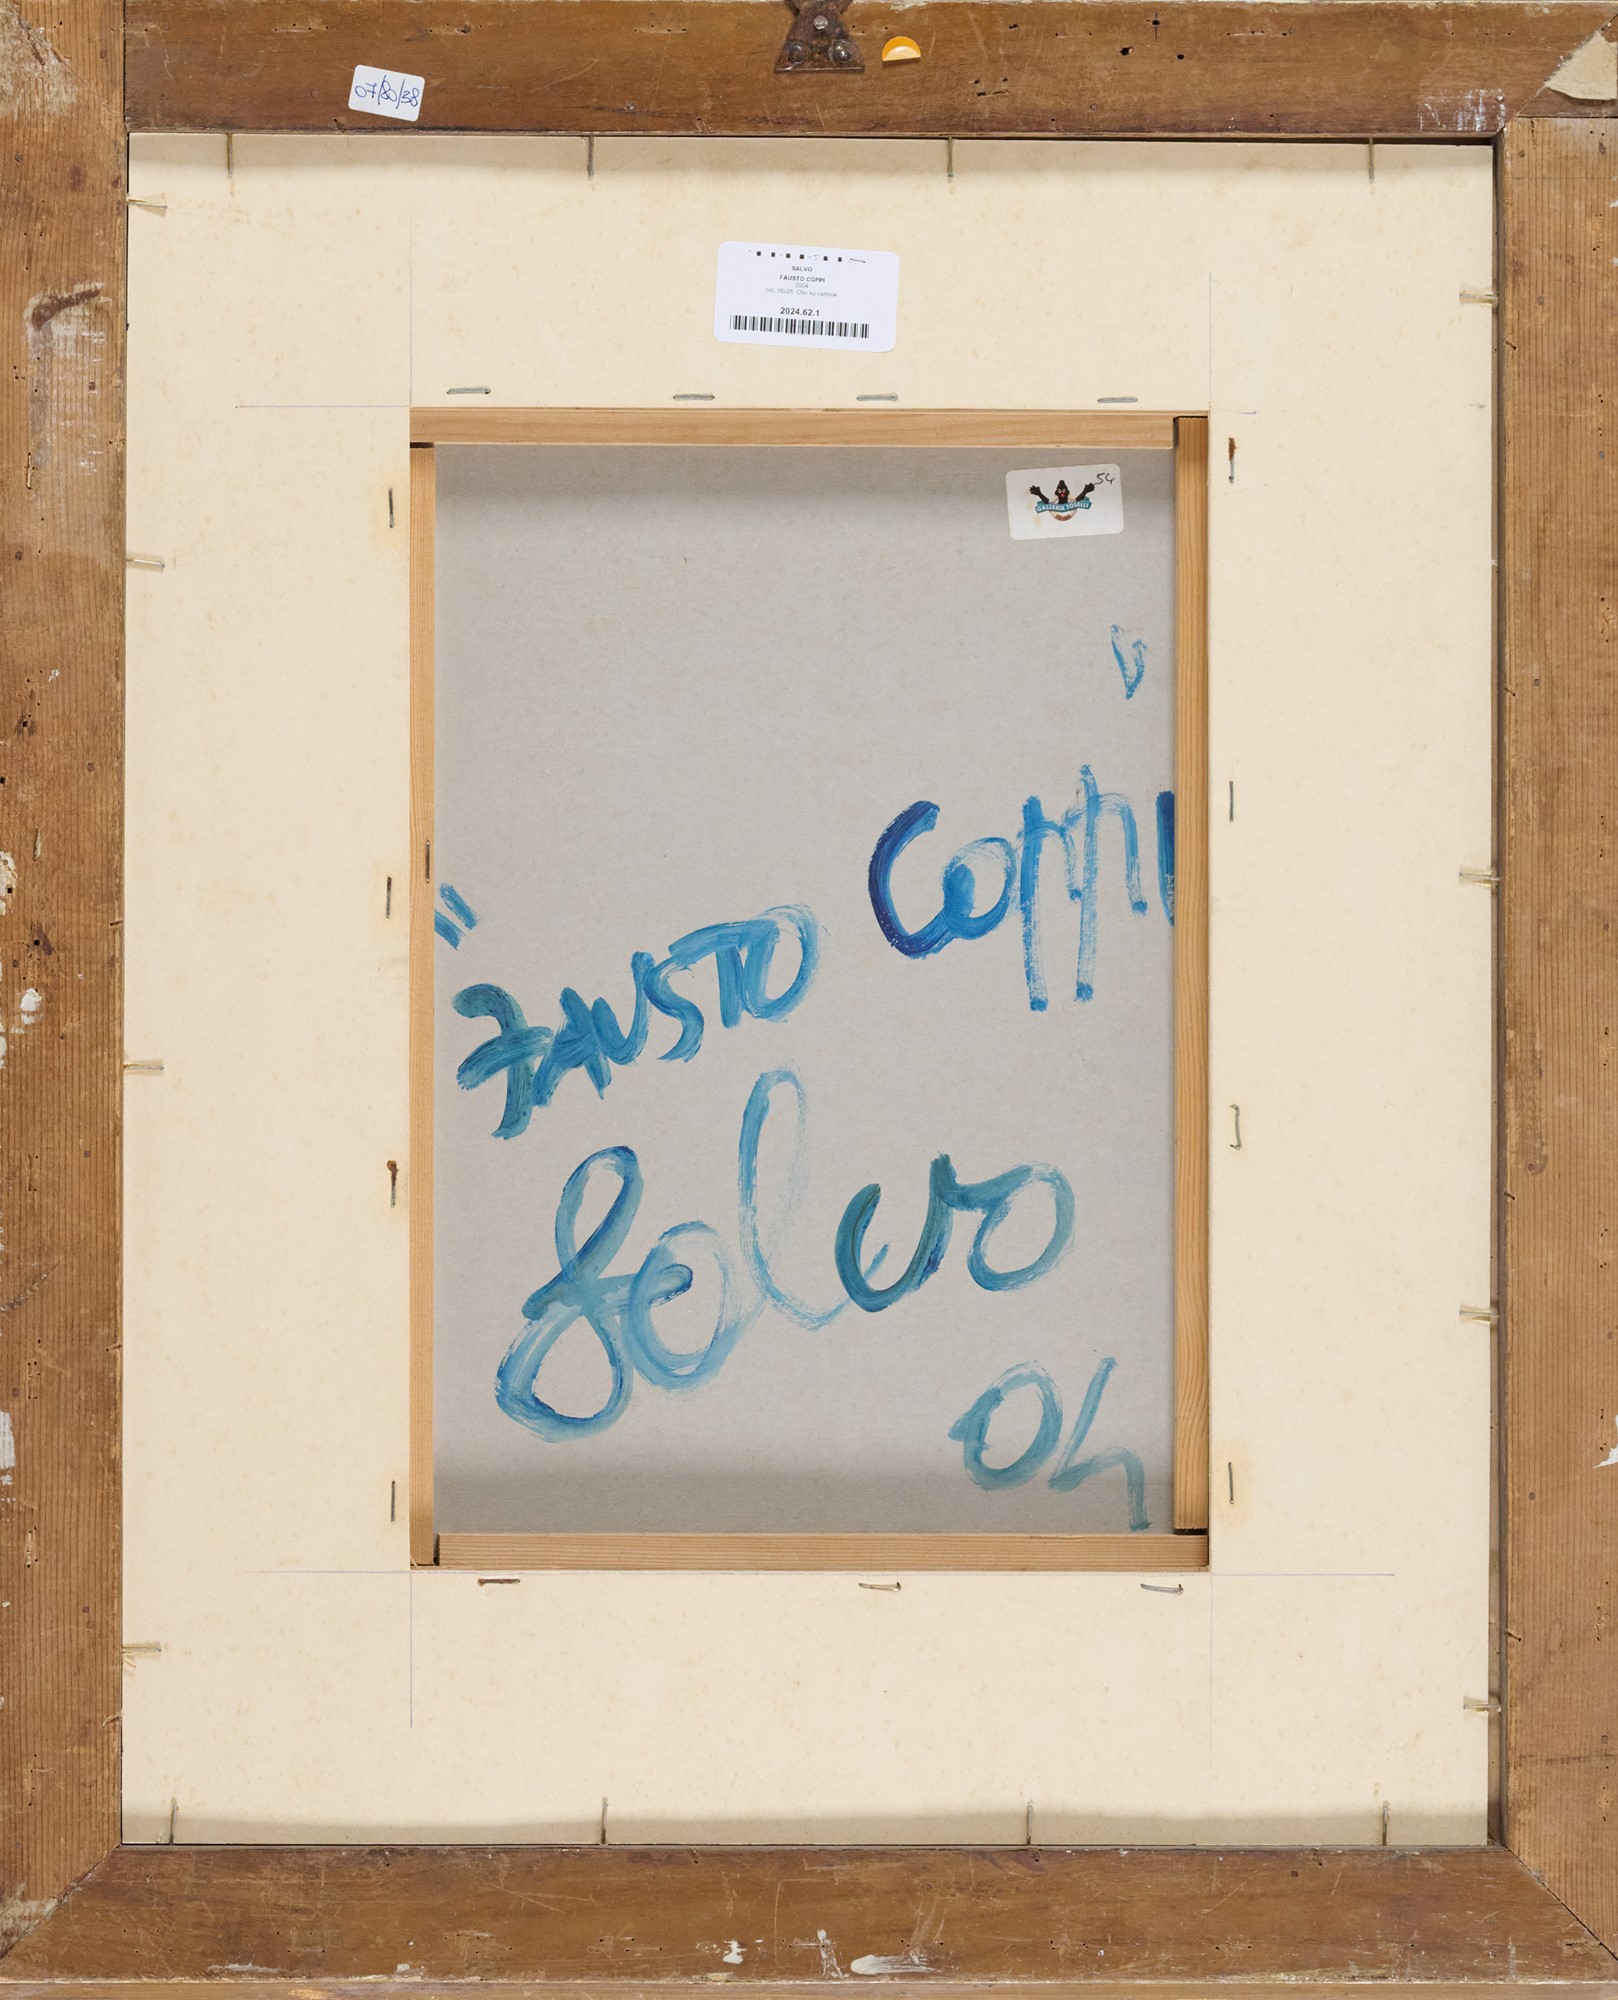 07/80/38
SALVO
FAUSTO COPPI
2004
cm. 35x25 Olio su cartone
2024.62.1
54
GALLERIA TOSELLI
"FAUSTO Coppi"
Salvo
04